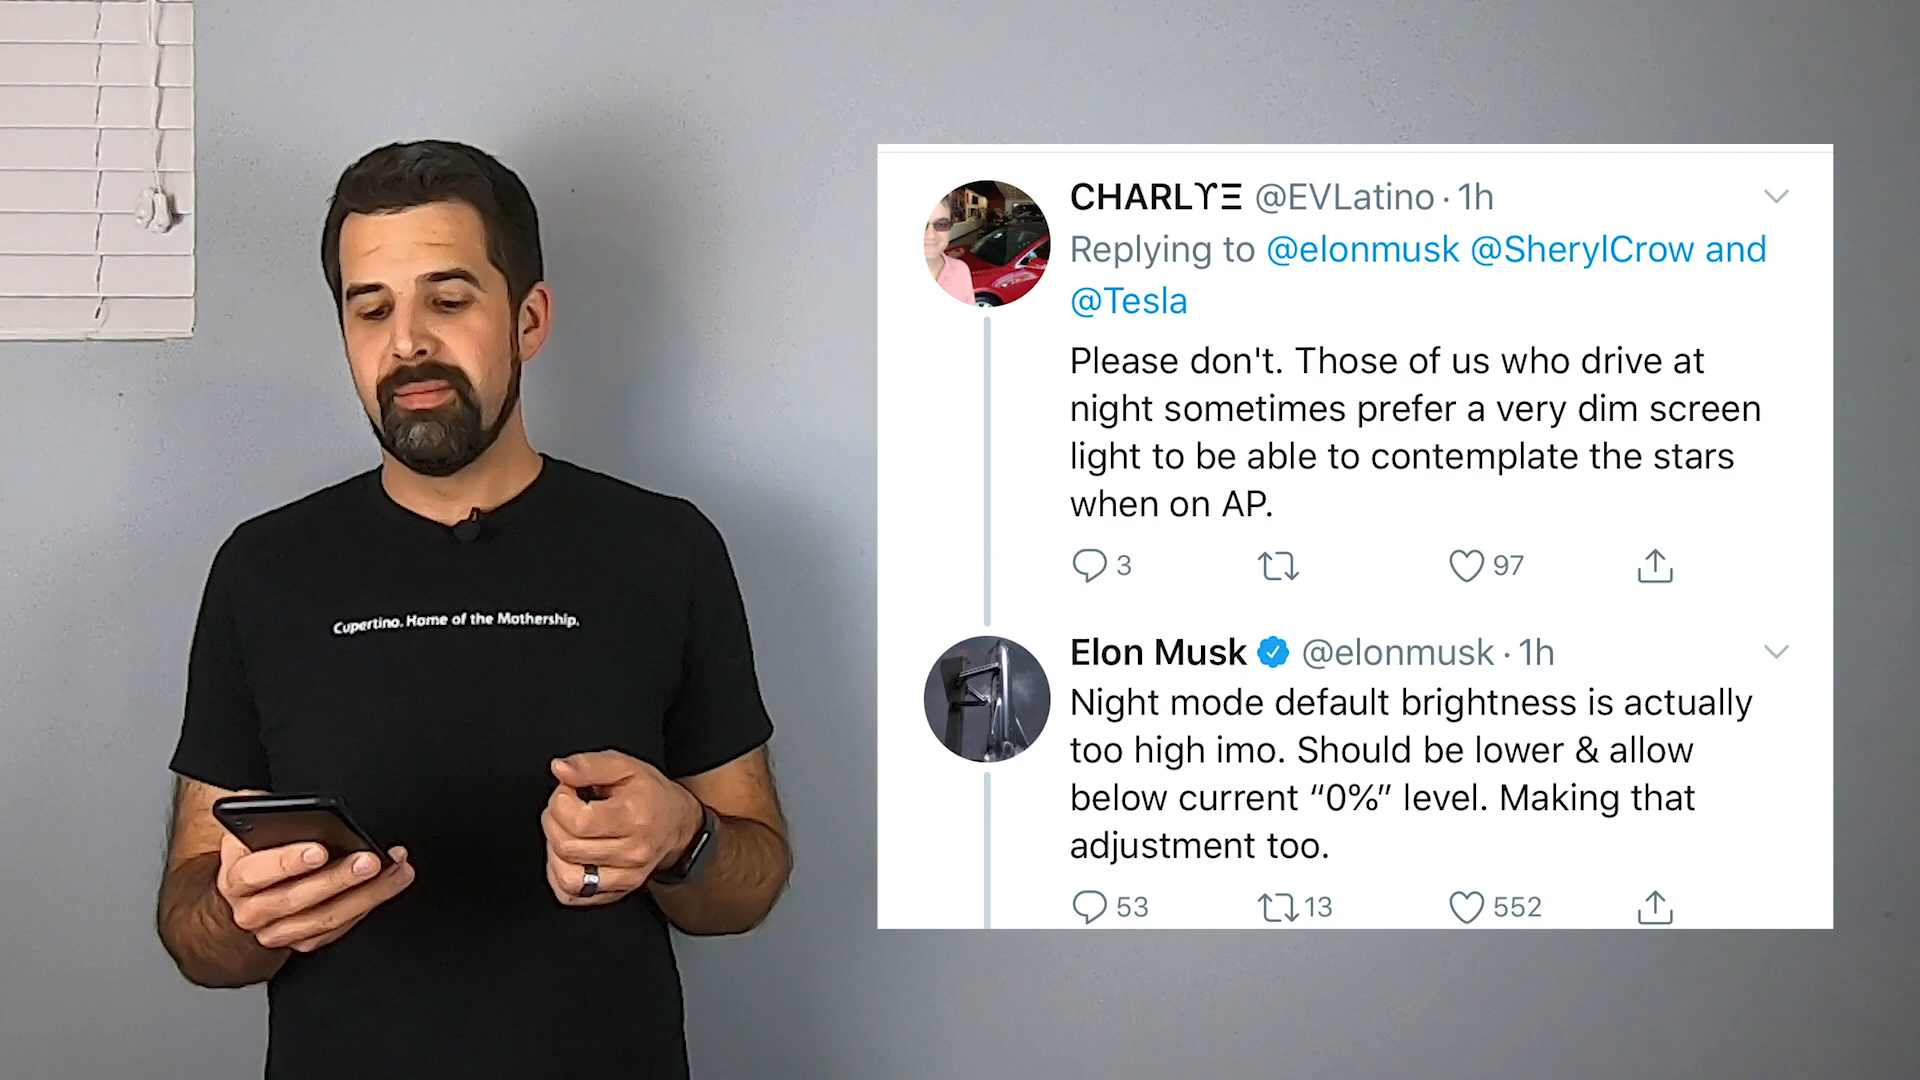 Cupertino. Home of the Mothership.
CHARLΥΞ @EVLatino · 1h
Replying to @elonmusk @SherylCrow and
@Tesla
Please don't. Those of us who drive at
night sometimes prefer a very dim screen
light to be able to contemplate the stars
when on AP.
3 97
Elon Musk @elonmusk · 1h
Night mode default brightness is actually
too high imo. Should be lower & allow
below current “0%” level. Making that
adjustment too.
53 13 552